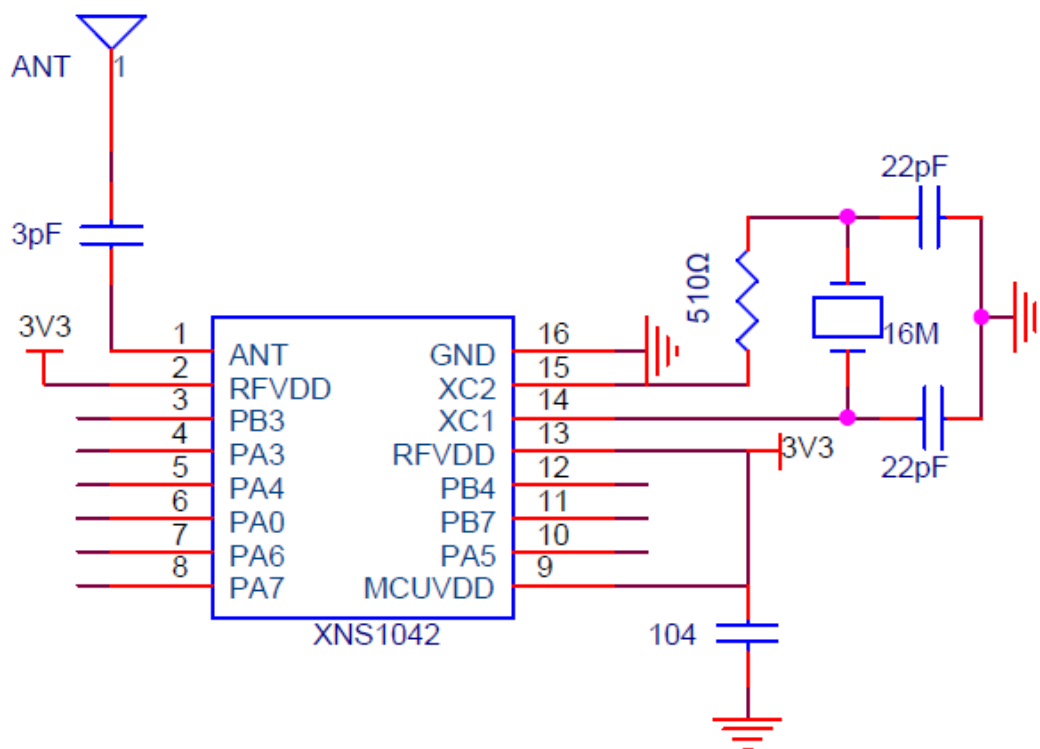 ANT 1
3pF
3V3
1 ANT
2 RFVDD
3 PB3
4 PA3
5 PA4
6 PA0
7 PA6
8 PA7
16 GND
15 XC2
14 XC1
13 RFVDD
12 PB4
11 PB7
10 PA5
9 MCUVDD
XNS1042
510Ω
22pF
16M
22pF
3V3
104